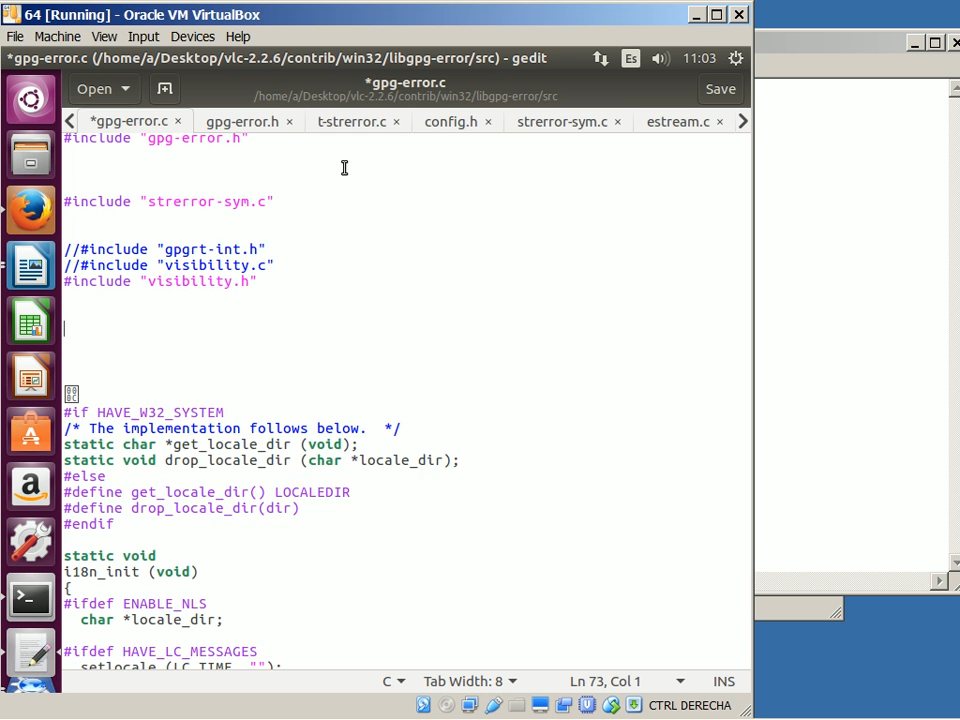 64 [Running] - Oracle VM VirtualBox
File Machine View Input Devices Help
*gpg-error.c (/home/a/Desktop/vlc-2.2.6/contrib/win32/libgpg-error/src) - gedit
Es
11:03
Open
*gpg-error.c
/home/a/Desktop/vlc-2.2.6/contrib/win32/libgpg-error/src
Save
*gpg-error.c × gpg-error.h × t-strerror.c × config.h × strerror-sym.c × estream.c ×
#include "gpg-error.h"
#include "strerror-sym.c"
//#include "gpgrt-int.h"
//#include "visibility.c"
#include "visibility.h"
00
0C
#if HAVE_W32_SYSTEM
/* The implementation follows below.  */
static char *get_locale_dir (void);
static void drop_locale_dir (char *locale_dir);
#else
#define get_locale_dir() LOCALEDIR
#define drop_locale_dir(dir)
#endif
static void
i18n_init (void)
{
#ifdef ENABLE_NLS
char *locale_dir;
#ifdef HAVE_LC_MESSAGES
setlocale (LC_TIME, "");
C Tab Width: 8 Ln 73, Col 1 INS
CTRL DERECHA